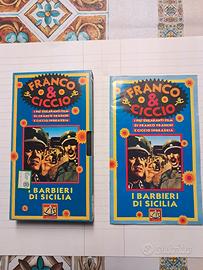 FRANCO
& CICCIO
I PIÙ ESILARANTI FILM
DI FRANCO FRANCHI
E CICCIO INGRASSIA
I BARBIERI
DI SICILIA
FRANCO
& CICCIO
I PIÙ ESILARANTI FILM
DI FRANCO FRANCHI
E CICCIO INGRASSIA
I BARBIERI
DI SICILIA